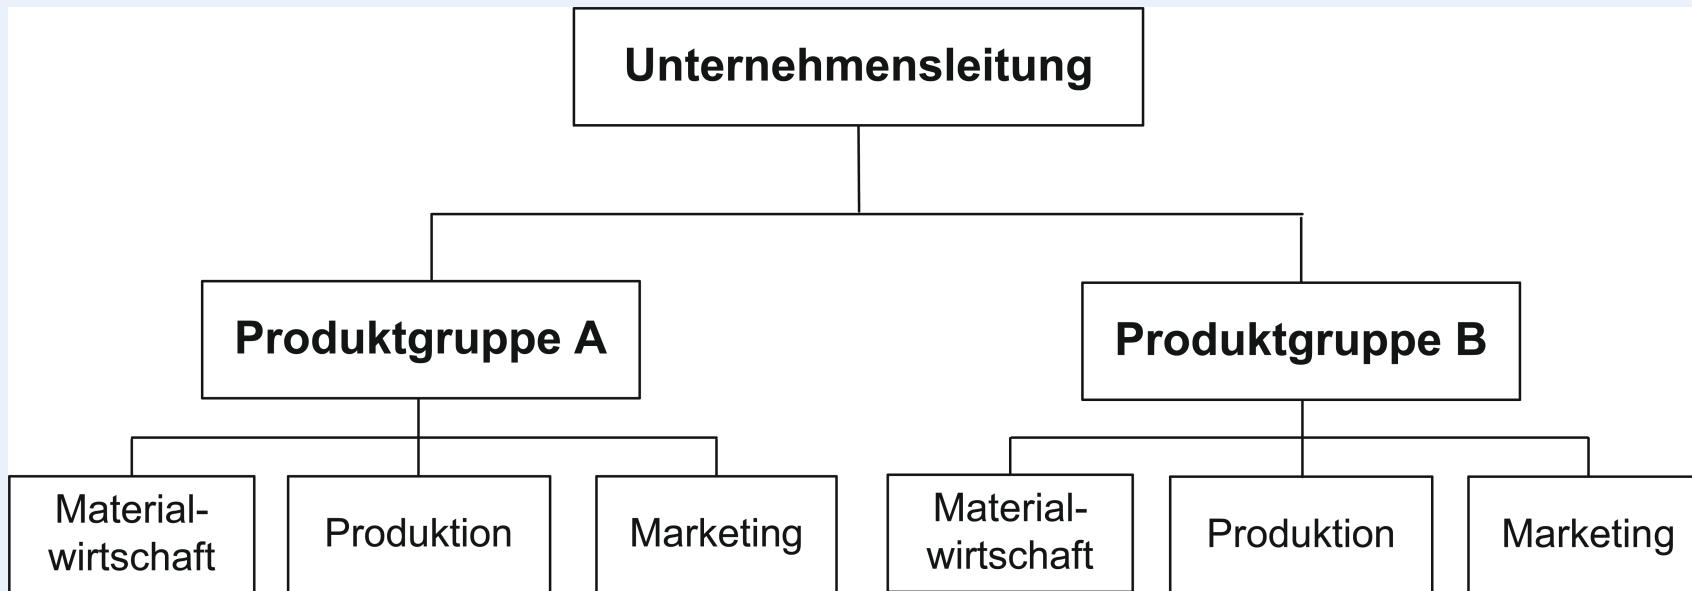 Unternehmensleitung
Produktgruppe A
Produktgruppe B
Material-
wirtschaft
Produktion
Marketing
Material-
wirtschaft
Produktion
Marketing